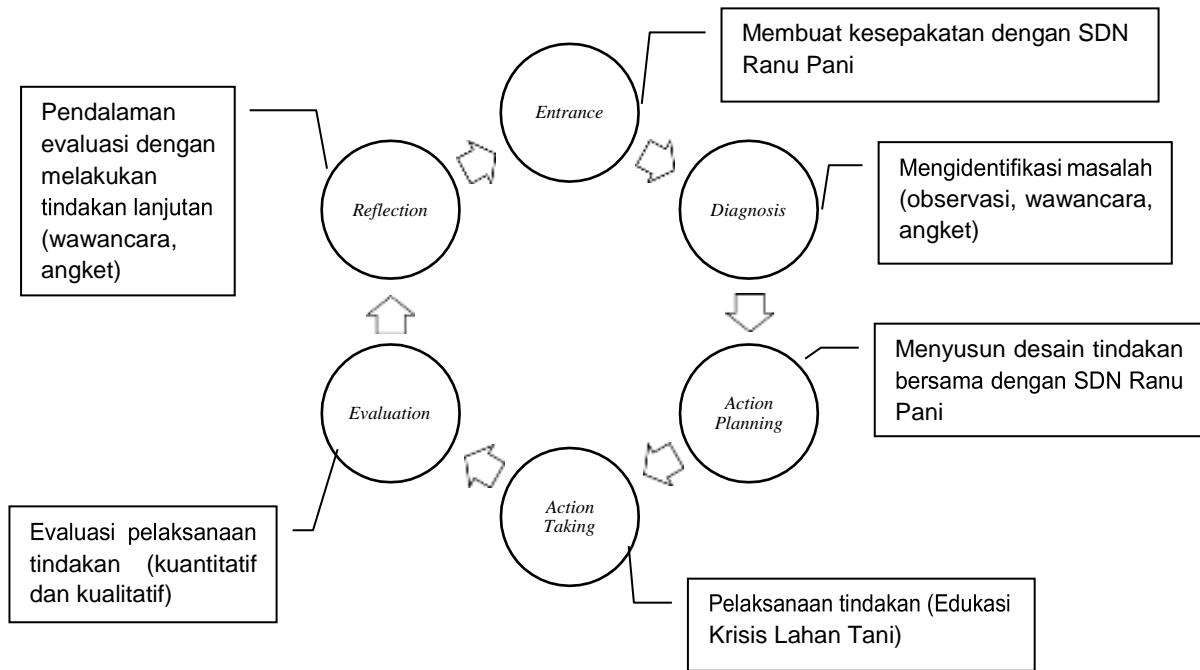 Entrance
Membuat kesepakatan dengan SDN
Ranu Pani
Diagnosis
Mengidentifikasi masalah
(observasi, wawancara,
angket)
Action
Planning
Menyusun desain tindakan
bersama dengan SDN Ranu
Pani
Action
Taking
Pelaksanaan tindakan (Edukasi
Krisis Lahan Tani)
Evaluation
Evaluasi pelaksanaan
tindakan (kuantitatif
dan kualitatif)
Reflection
Pendalaman
evaluasi dengan
melakukan
tindakan lanjutan
(wawancara,
angket)